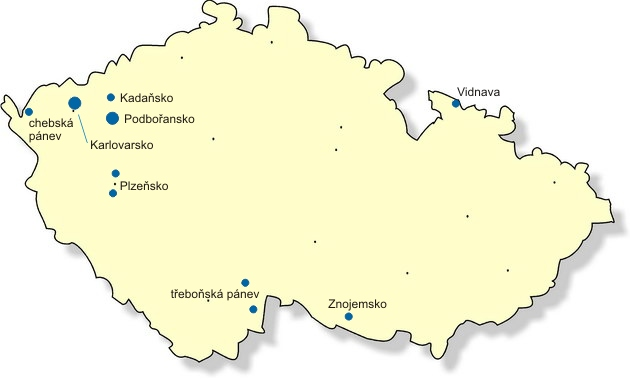 Vidnava
Kadaňsko
Podbořansko
chebská
pánev
Karlovarsko
Plzeňsko
třeboňská pánev
Znojemsko